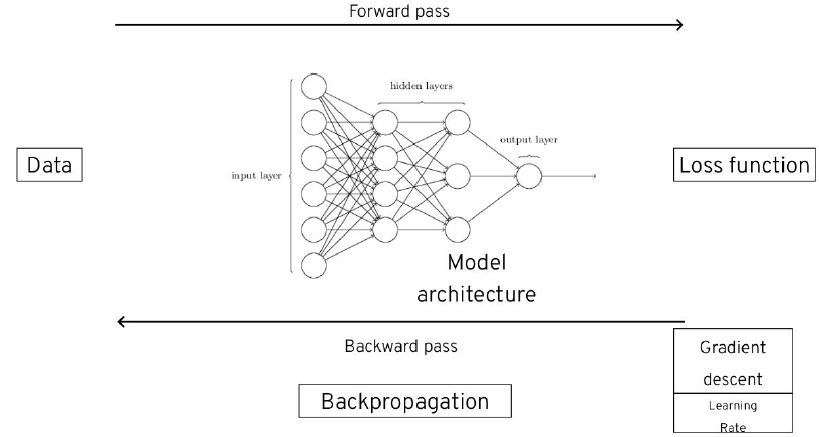 Forward pass
hidden layers
output layer
Data
Loss function
input layer
Model
architecture
Backward pass
Gradient
descent
Backpropagation
Learning
Rate